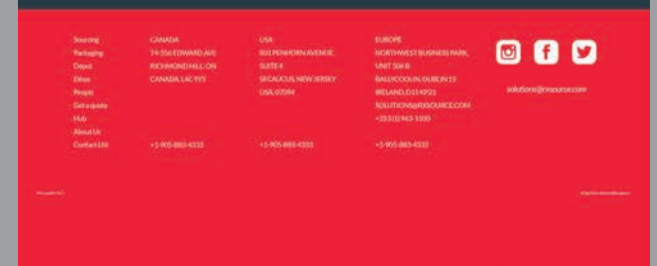 Sourcing
Packaging
Depot
Ethos
People
Get a quote
Hub
About Us
Contact Us
CANADA
74-556 EDWARD AVE
RICHMOND HILL, ON
CANADA, L4C 9Y5
+1-905-883-4333
USA
801 PENHORN AVENUE,
SUITE 4
SECAUCUS, NEW JERSEY
USA, 07094
+1-905-883-4333
EUROPE
NORTHWEST BUSINESS PARK,
UNIT 506 B
BALLYCOOLIN, DUBLIN 15
IRELAND, D15 HP21
SOLUTIONS@RXSOURCE.COM
+353 (1) 963-3300
+1-905-883-4333
solutions@rxsource.com